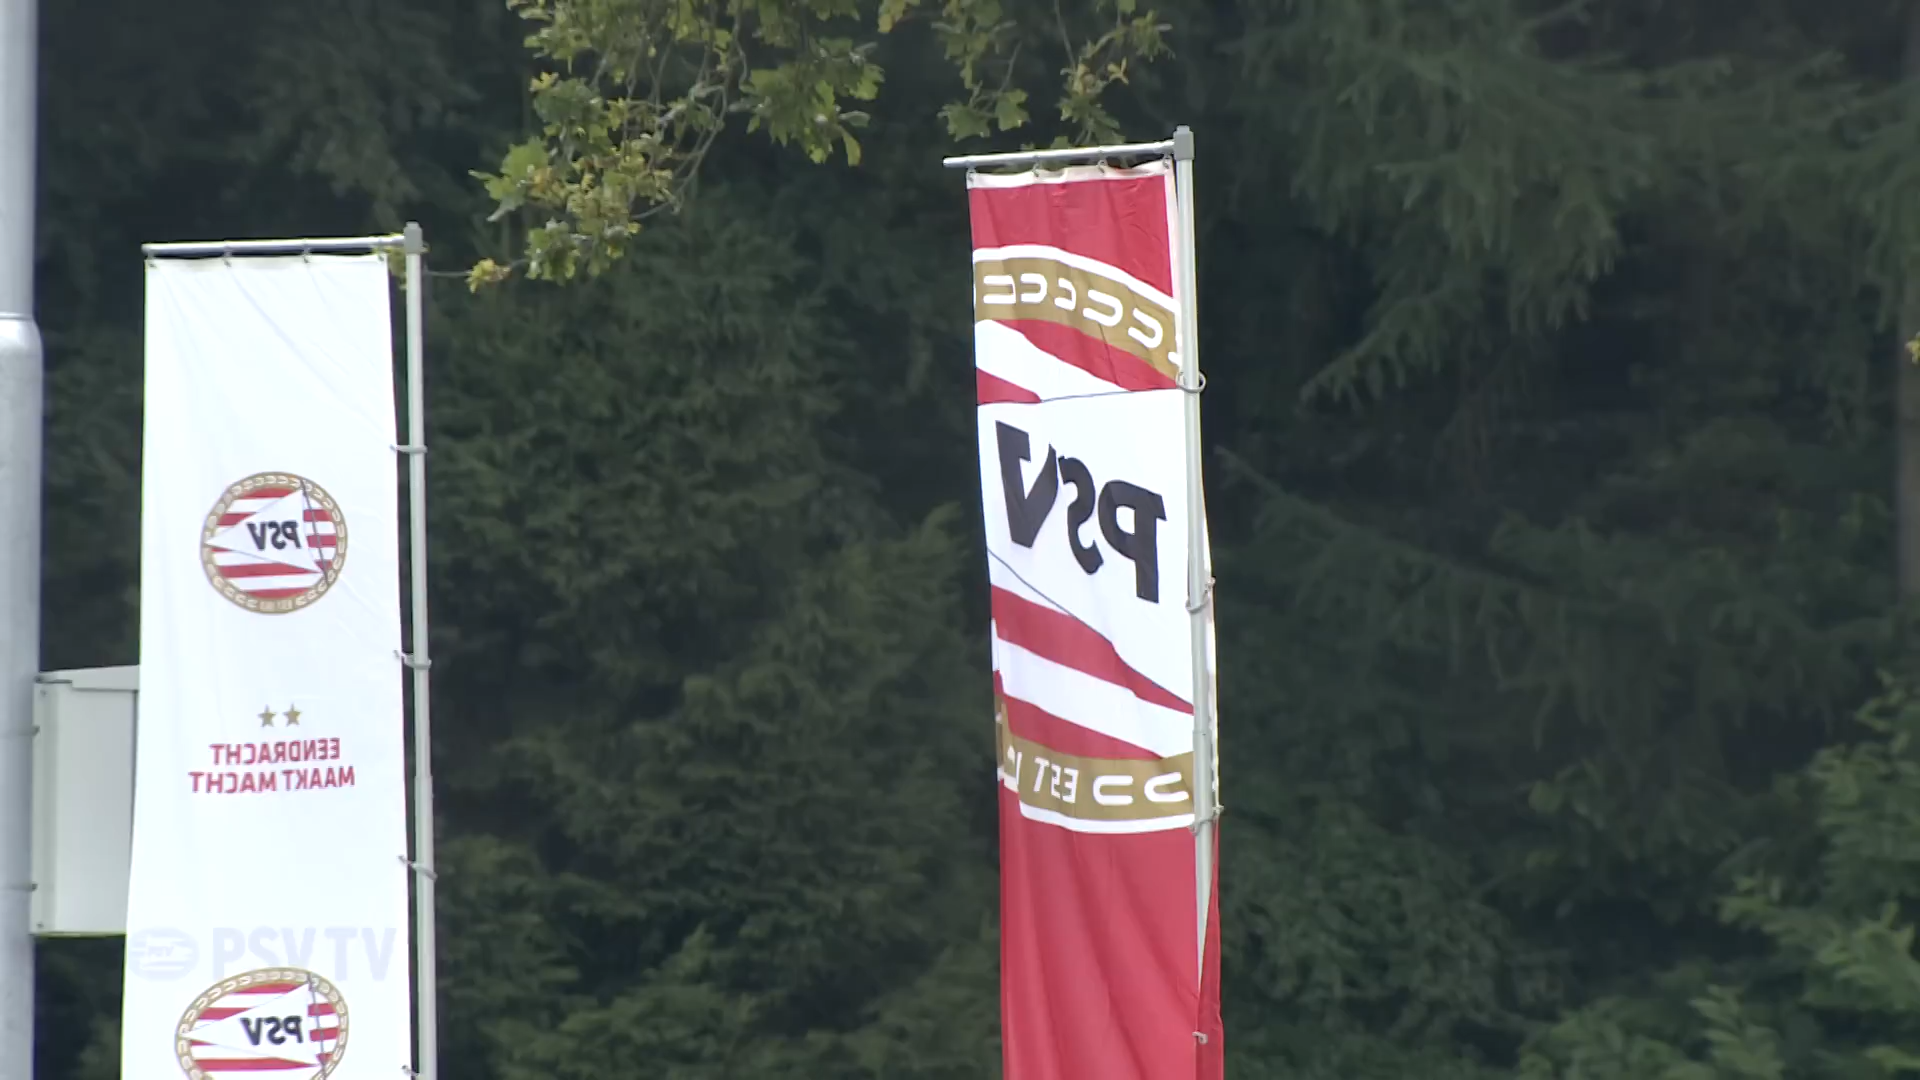 PSV
EENDRACHT
MAAKT MACHT
PSV TV
PSV
PSV
EST